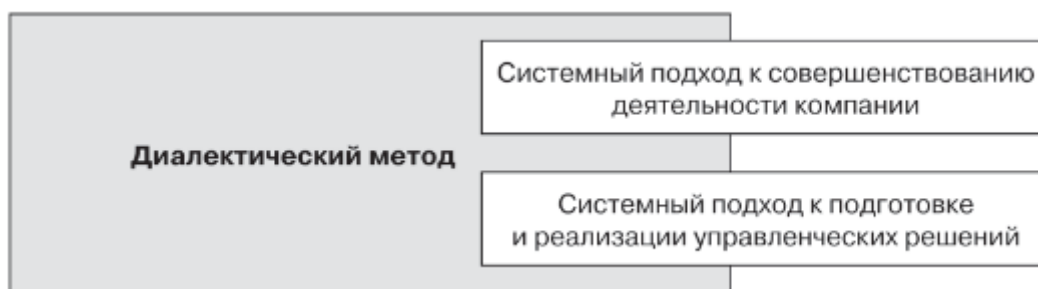 Системный подход к совершенствованию
деятельности компании
Диалектический метод
Системный подход к подготовке
и реализации управленческих решений